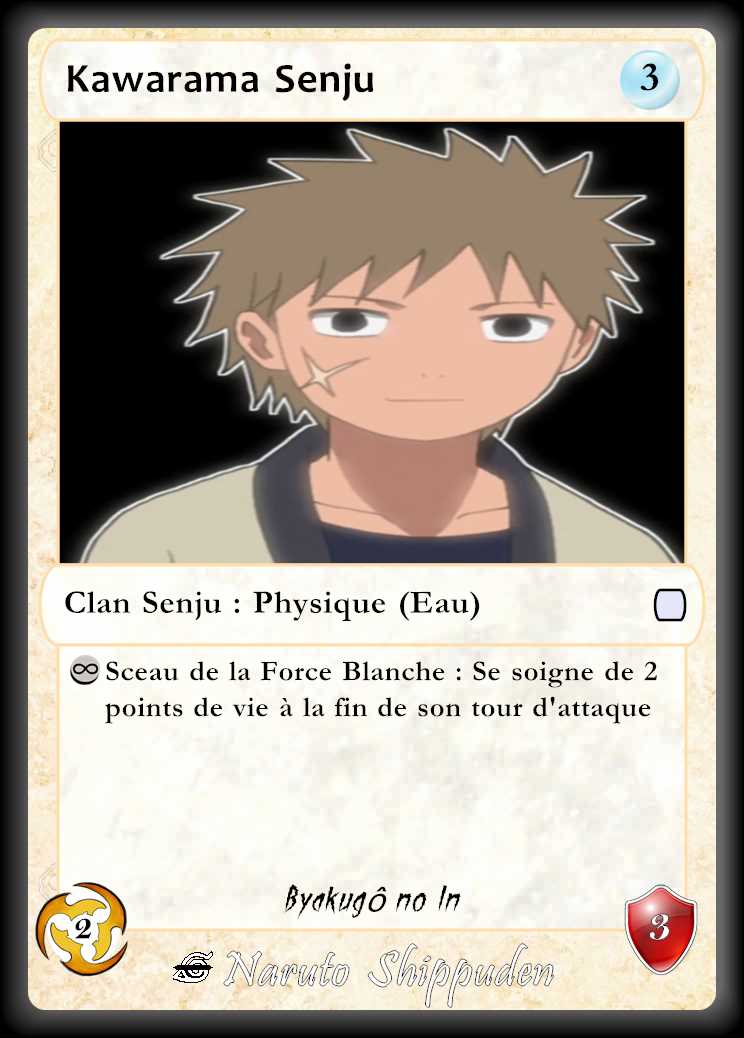 Kawarama Senju
3
Clan Senju : Physique (Eau)
∞ Sceau de la Force Blanche : Se soigne de 2
points de vie à la fin de son tour d'attaque
Byakugô no In
2
3
Naruto Shippuden